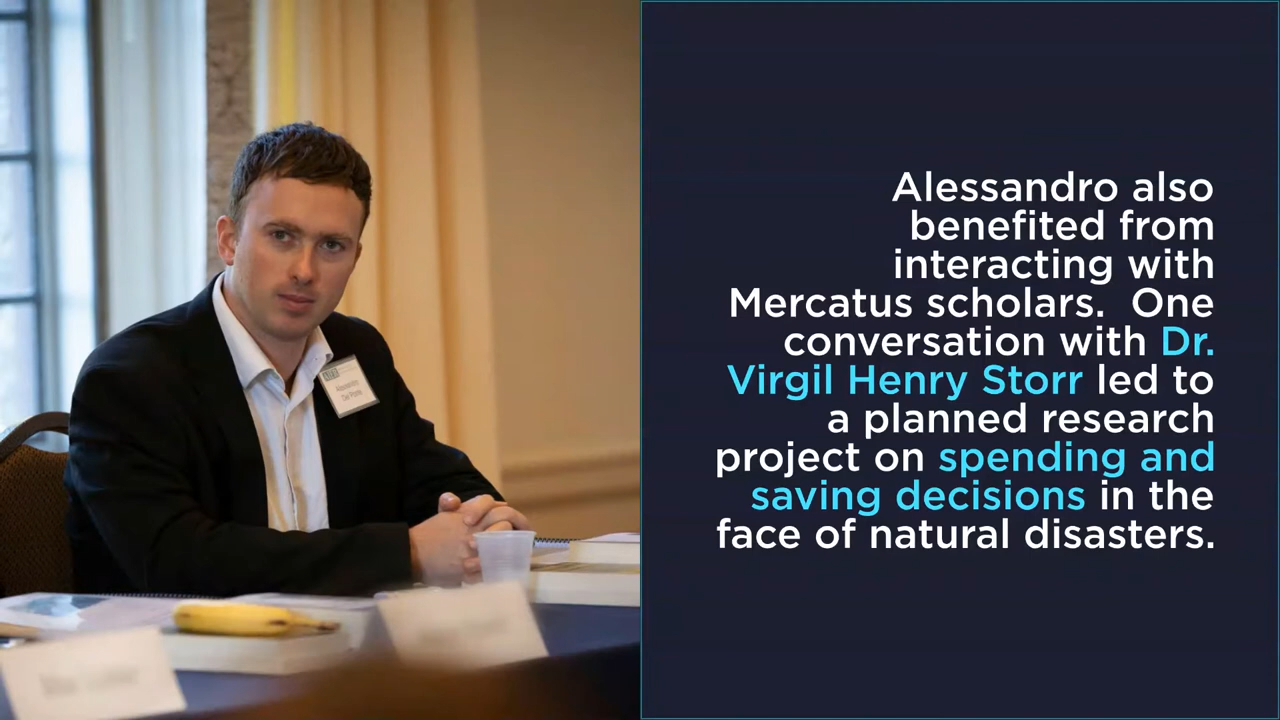 Alessandro
Alessandro also
benefited from
interacting with
Mercatus scholars.  One
conversation with Dr.
Virgil Henry Storr led to
a planned research
project on spending and
saving decisions in the
face of natural disasters.